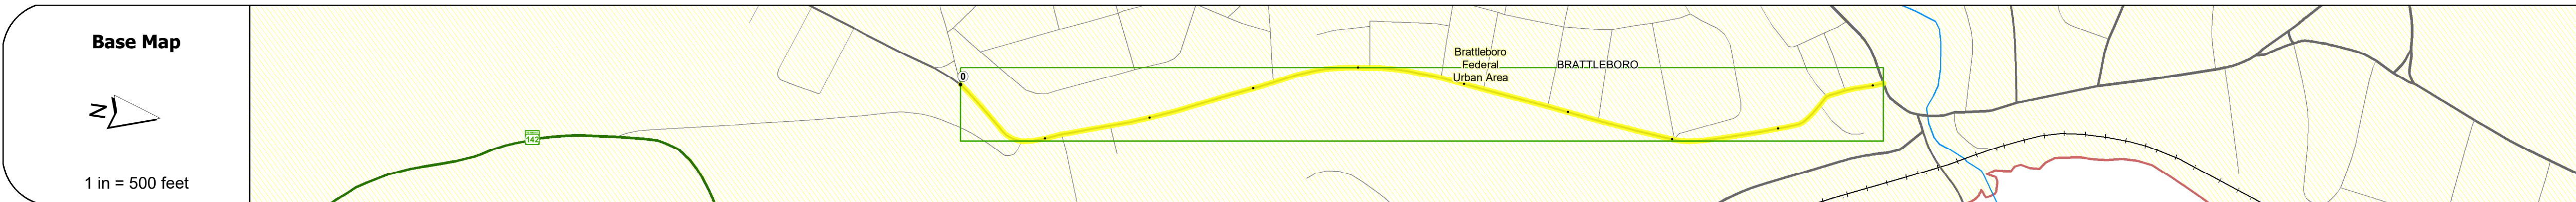 Base Map
N
1 in = 500 feet
142
0
Brattleboro
Federal
Urban Area
BRATTLEBORO